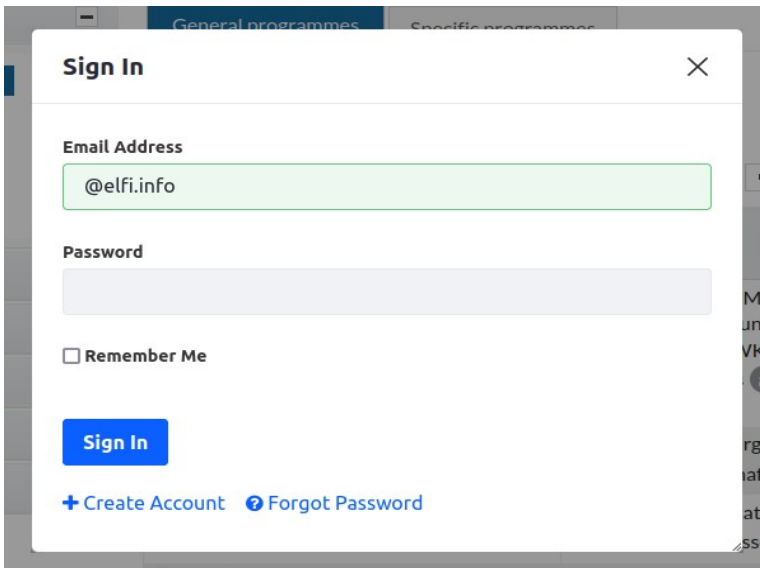 General programmes
Specific programmes
Sign In
Email Address
@elfi.info
Password
Remember Me
Sign In
Create Account
Forgot Password